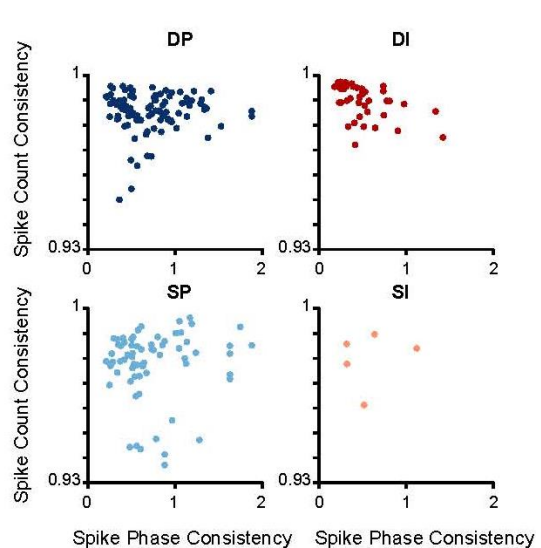 DP
DI
Spike Count Consistency
1
0.93
0
1
2
1
0.93
0
1
2
SP
SI
Spike Count Consistency
1
0.93
0
1
2
1
0.93
0
1
2
Spike Phase Consistency
Spike Phase Consistency